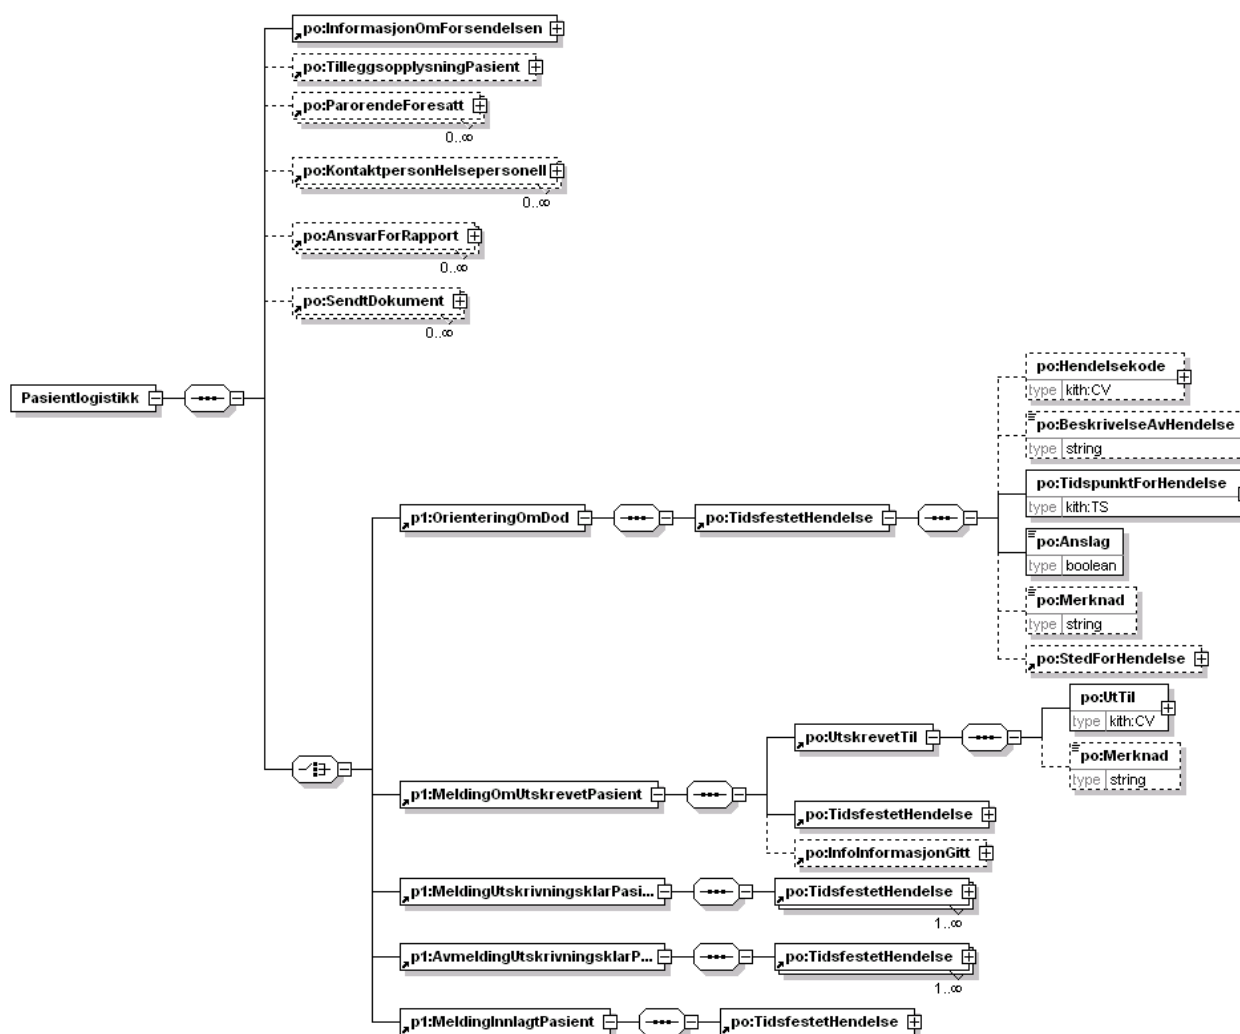 po:InformasjonOmForsendelsen
po:TilleggsopplysningPasient
po:ParorendeForesatt
0..∞
po:KontaktpersonHelsepersonell
0..∞
po:AnsvarForRapport
0..∞
po:SendtDokument
0..∞
Pasientlogistikk
po:Hendelsekode
type kith:CV
po:BeskrivelseAvHendelse
type string
po:TidspunktForHendelse
type kith:TS
p1:OrienteringOmDod
po:TidsfestetHendelse
po:Anslag
type boolean
po:Merknad
type string
po:StedForHendelse
po:UtTil
type kith:CV
po:UtskrevetTil
po:Merknad
type string
p1:MeldingOmUtskrevetPasient
po:TidsfestetHendelse
po:InfoInformasjonGitt
p1:MeldingUtskrivningsklarPasi...
po:TidsfestetHendelse
1..∞
p1:AvmeldingUtskrivningsklarP...
po:TidsfestetHendelse
1..∞
p1:MeldingInnlagtPasient
po:TidsfestetHendelse